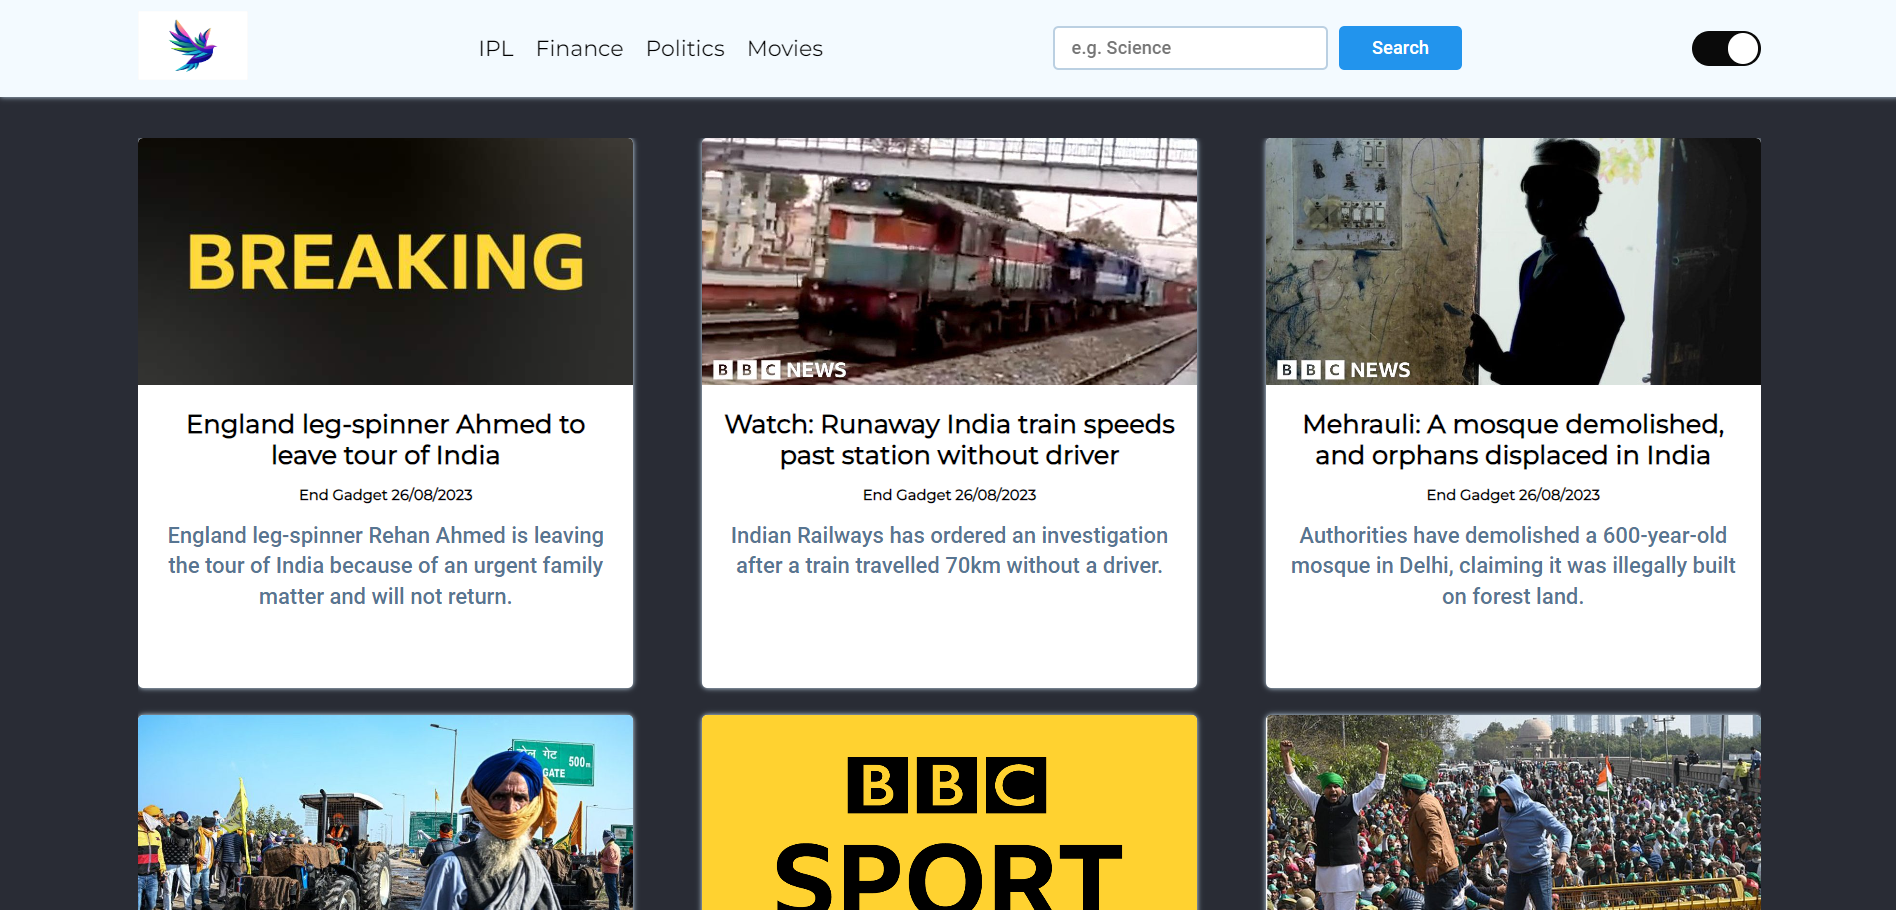 IPL Finance Politics Movies
e.g. Science
Search
BREAKING
England leg-spinner Ahmed to
leave tour of India
End Gadget 26/08/2023
England leg-spinner Rehan Ahmed is leaving
the tour of India because of an urgent family
matter and will not return.
BBC NEWS
Watch: Runaway India train speeds
past station without driver
End Gadget 26/08/2023
Indian Railways has ordered an investigation
after a train travelled 70km without a driver.
BBC NEWS
Mehrauli: A mosque demolished,
and orphans displaced in India
End Gadget 26/08/2023
Authorities have demolished a 600-year-old
mosque in Delhi, claiming it was illegally built
on forest land.
गेट
500m
GATE
BBC
SPORT